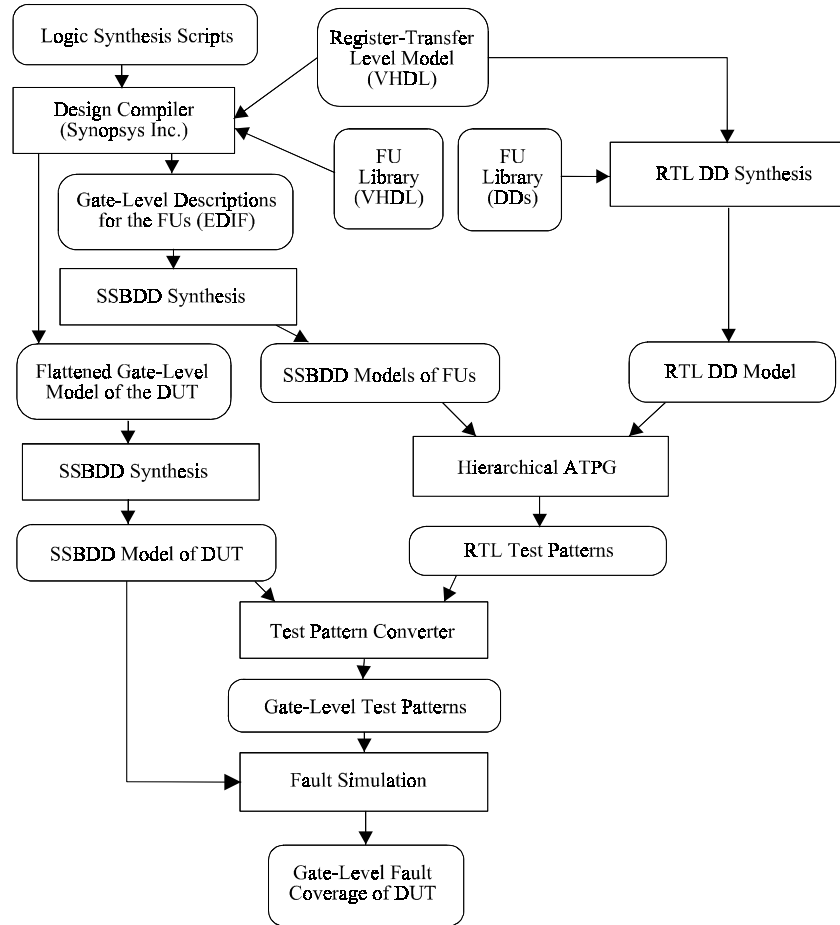 Logic Synthesis Scripts
Register-Transfer
Level Model
(VHDL)
Design Compiler
(Synopsys Inc.)
FU
Library
(VHDL)
FU
Library
(DDs)
RTL DD Synthesis
Gate-Level Descriptions
for the FUs (EDIF)
SSBDD Synthesis
Flattened Gate-Level
Model of the DUT
SSBDD Models of FUs
RTL DD Model
SSBDD Synthesis
Hierarchical ATPG
SSBDD Model of DUT
RTL Test Patterns
Test Pattern Converter
Gate-Level Test Patterns
Fault Simulation
Gate-Level Fault
Coverage of DUT